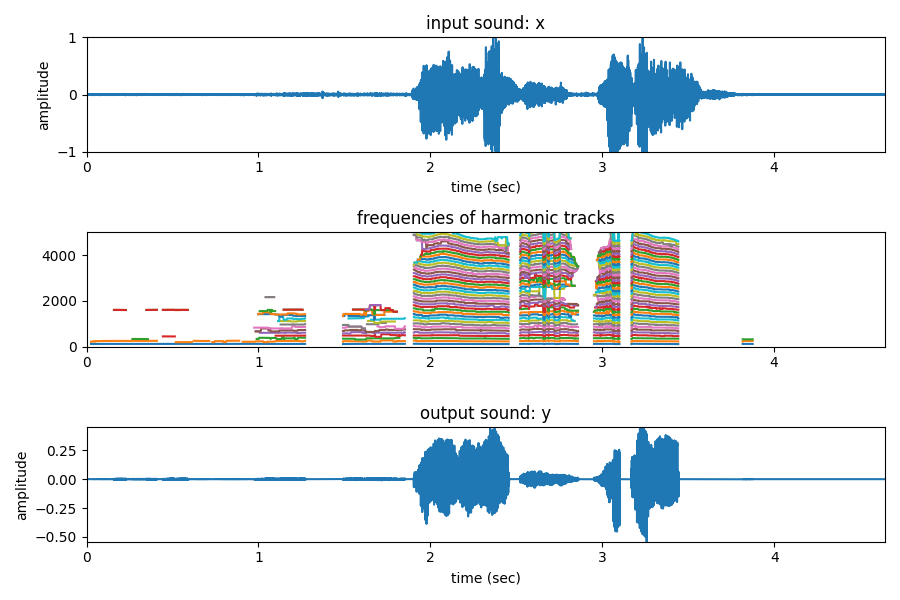 input sound: x
amplitude
1
0
−1
0 1 2 3 4
time (sec)
frequencies of harmonic tracks
4000
2000
0
0 1 2 3 4
output sound: y
amplitude
0.25
0.00
−0.25
−0.50
0 1 2 3 4
time (sec)